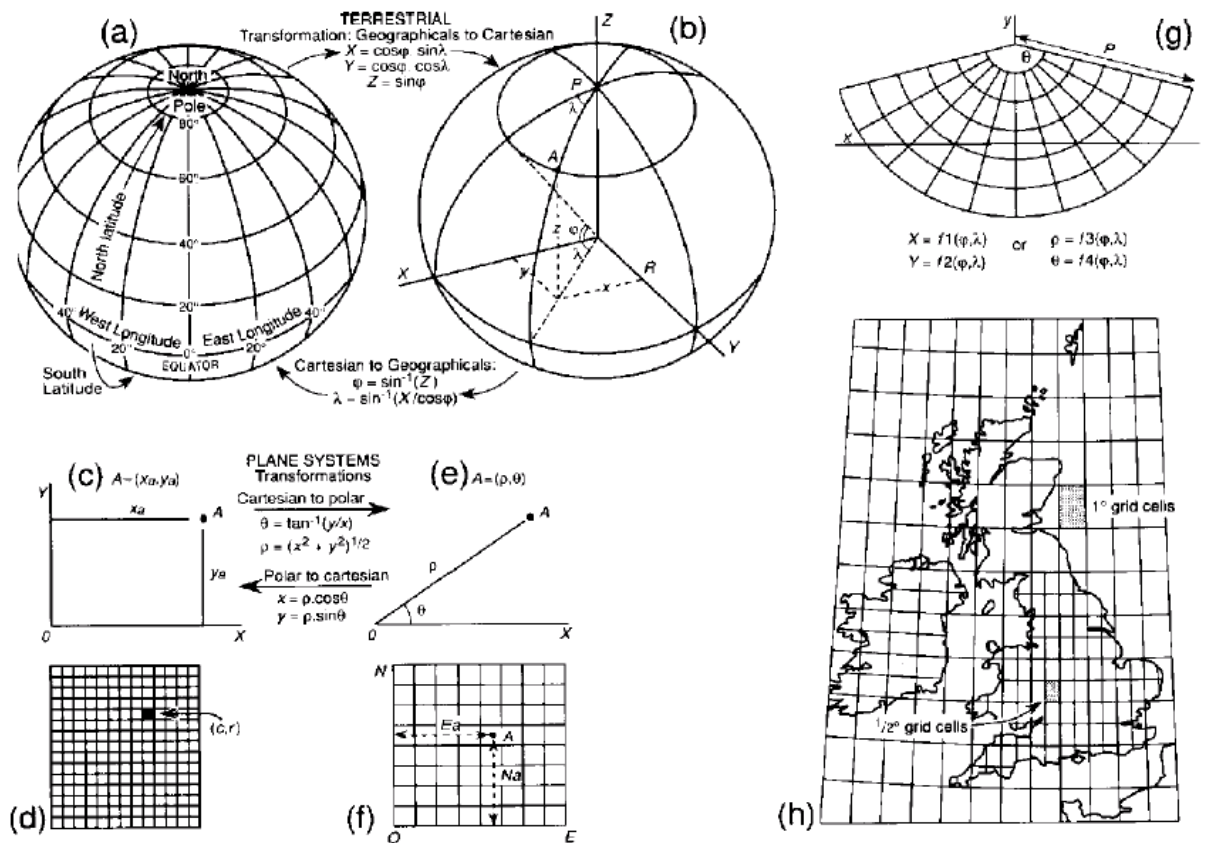 (a)
TERRESTRIAL
Transformation: Geographicals to Cartesian
X = cosφ sinλ
Y = cosφ cosλ
Z = sinφ
North
Pole
80°
60°
40°
20°
North latitude
40°
West Longitude
East Longitude
40°
20°
0°
20°
EQUATOR
South
Latitude
(b)
Z
P
λ
A
z
φ
λ
X
y
R
x
Y
Cartesian to Geographicals:
φ = sin⁻¹(Z)
λ = sin⁻¹(X/cosφ)
(g)
y
ρ
θ
x
X = f1(φ,λ) or ρ = f3(φ,λ)
Y = f2(φ,λ) θ = f4(φ,λ)
(c)
A=(xa,ya)
Y
xa
A
ya
0
X
PLANE SYSTEMS
Transformations
Cartesian to polar
θ = tan⁻¹(y/x)
ρ = (x² + y²)^1/2
Polar to cartesian
x = ρ.cosθ
y = ρ.sinθ
(e)
A=(ρ,θ)
A
ρ
θ
0
X
(d)
(c,r)
(f)
N
Ea
A
Na
O
E
(h)
1° grid cells
1/2° grid cells